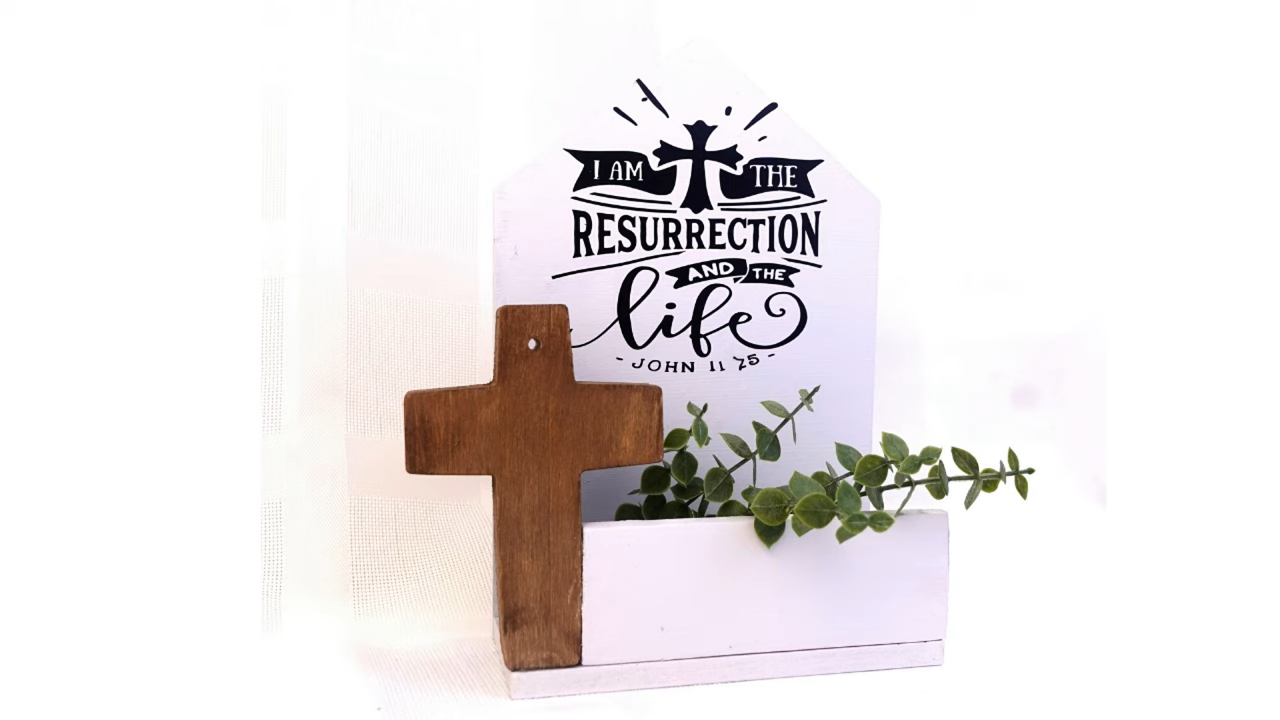 I AM THE
RESURRECTION
AND THE
life
- JOHN 11 25 -